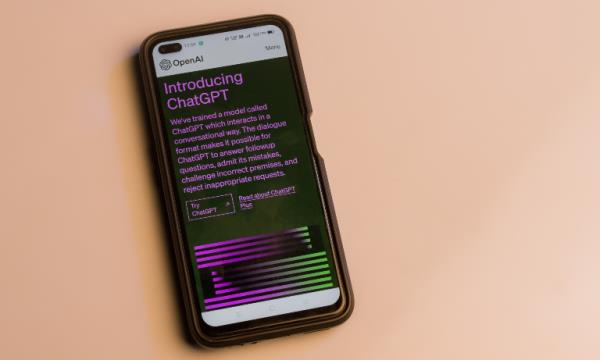 OpenAI
Menu
Introducing
ChatGPT
We've trained a model called
ChatGPT which interacts in a
conversational way. The dialogue
format makes it possible for
ChatGPT to answer followup
questions, admit its mistakes,
challenge incorrect premises, and
reject inappropriate requests.
Try
ChatGPT ↗
Read about ChatGPT
Plus